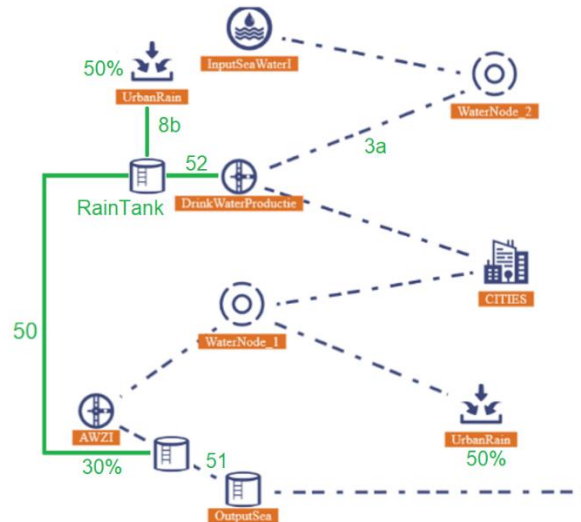 InputSeaWaterI
50%
UrbanRain
WaterNode_2
8b
3a
52
RainTank
DrinkWaterProductie
CITIES
50
WaterNode_1
AWZI
UrbanRain
30%
51
50%
OutputSea